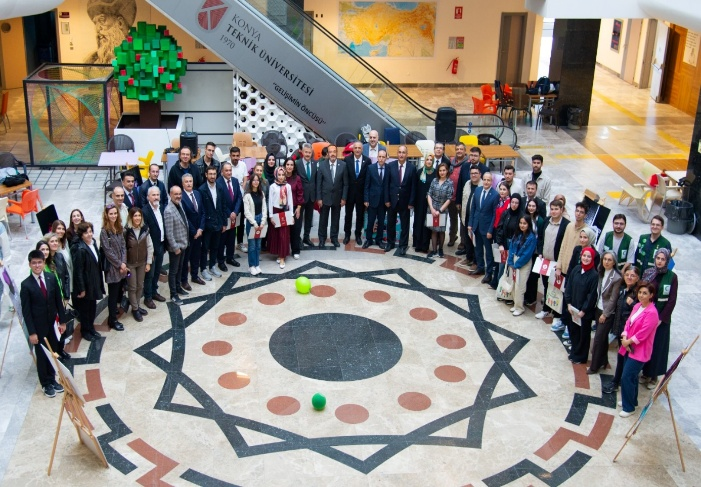 KONYA
TEKNİK ÜNİVERSİTESİ
1970
"GELİŞİMİN ÖNCÜSÜ"